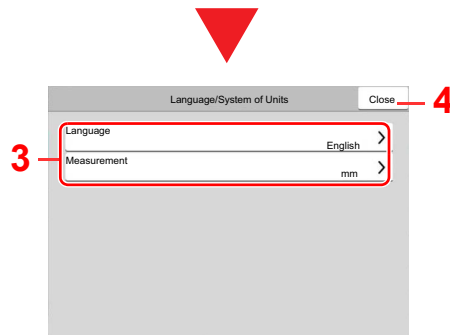 Language/System of Units Close 4
Language
English
3
Measurement
mm